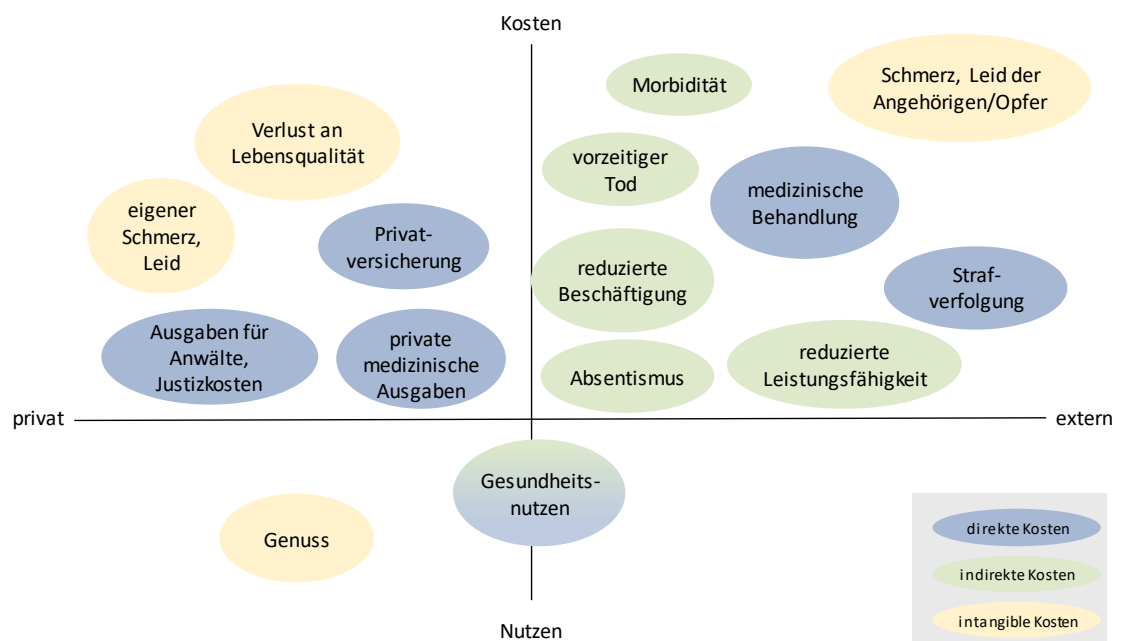 Kosten
Morbidität
Schmerz, Leid der
Angehörigen/Opfer
Verlust an
Lebensqualität
vorzeitiger
Tod
medizinische
Behandlung
eigener
Schmerz,
Leid
Privat-
versicherung
reduzierte
Beschäftigung
Straf-
verfolgung
Ausgaben für
Anwälte,
Justizkosten
private
medizinische
Ausgaben
Absentismus
reduzierte
Leistungsfähigkeit
privat
extern
Gesundheits-
nutzen
Genuss
direkte Kosten
indirekte Kosten
intangible Kosten
Nutzen